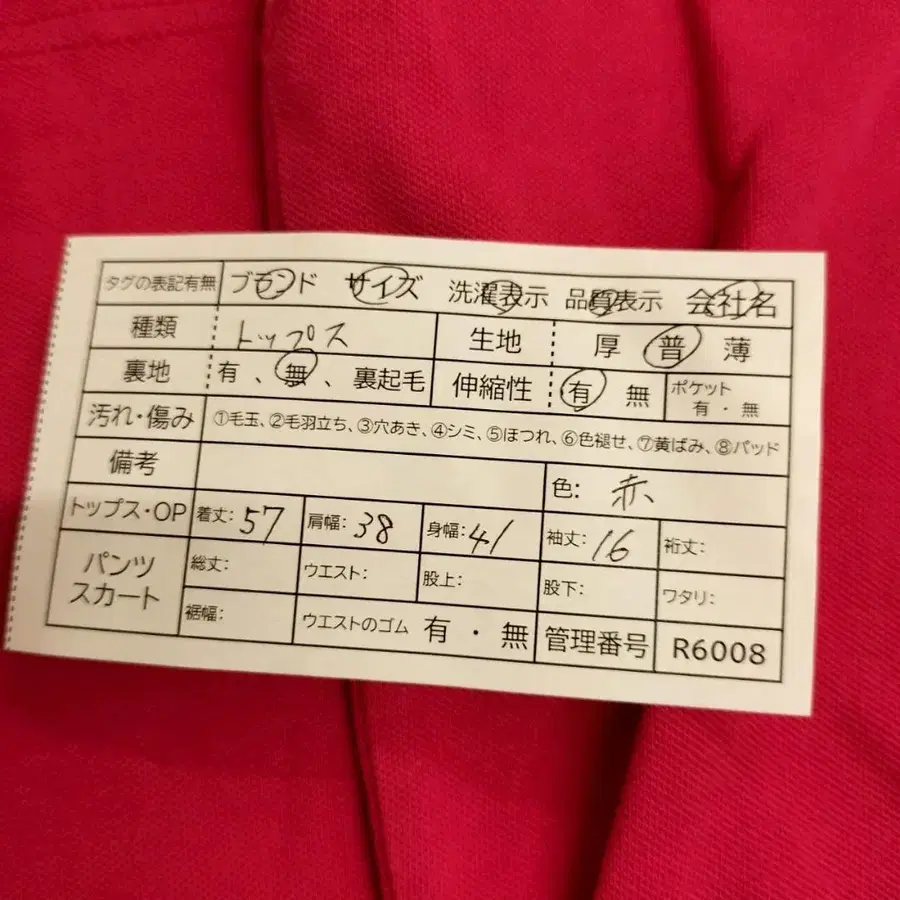 タグの表記有無 ブランド サイズ 洗濯表示 品質表示 会社名
種類 トップス 生地 厚 普 薄
裏地 有 、 無 、 裏起毛 伸縮性 有 無 ポケット 有 ・ 無
汚れ・傷み ①毛玉、②毛羽立ち、③穴あき、④シミ、⑤ほつれ、⑥色褪せ、⑦黄ばみ、⑧パッド
備考 色: 赤
トップス・OP 着丈: 57 肩幅: 38 身幅: 41 袖丈: 16 裄丈:
パンツ スカート 総丈: ウエスト: 股上: 股下: ワタリ:
裾幅: ウエストのゴム 有 ・ 無 管理番号 R6008